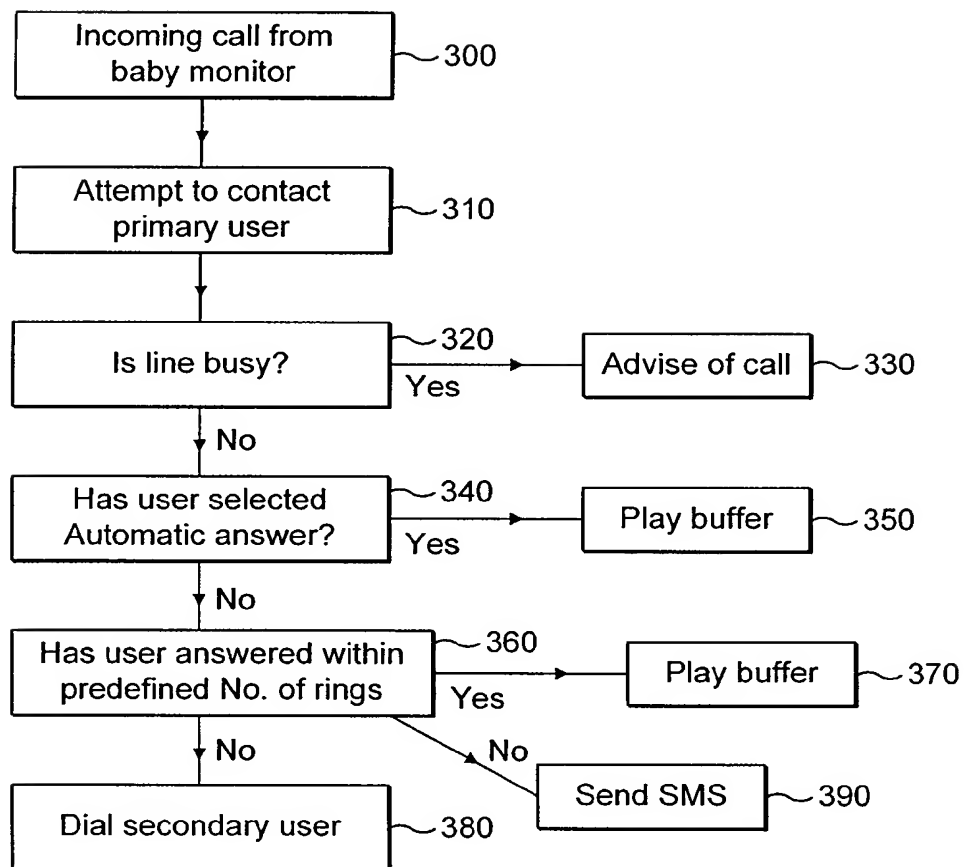 Incoming call from
baby monitor
300
Attempt to contact
primary user
310
Is line busy?
320
Yes
Advise of call
330
No
Has user selected
Automatic answer?
340
Yes
Play buffer
350
No
Has user answered within
predefined No. of rings
360
Yes
Play buffer
370
No
No
Send SMS
390
Dial secondary user
380